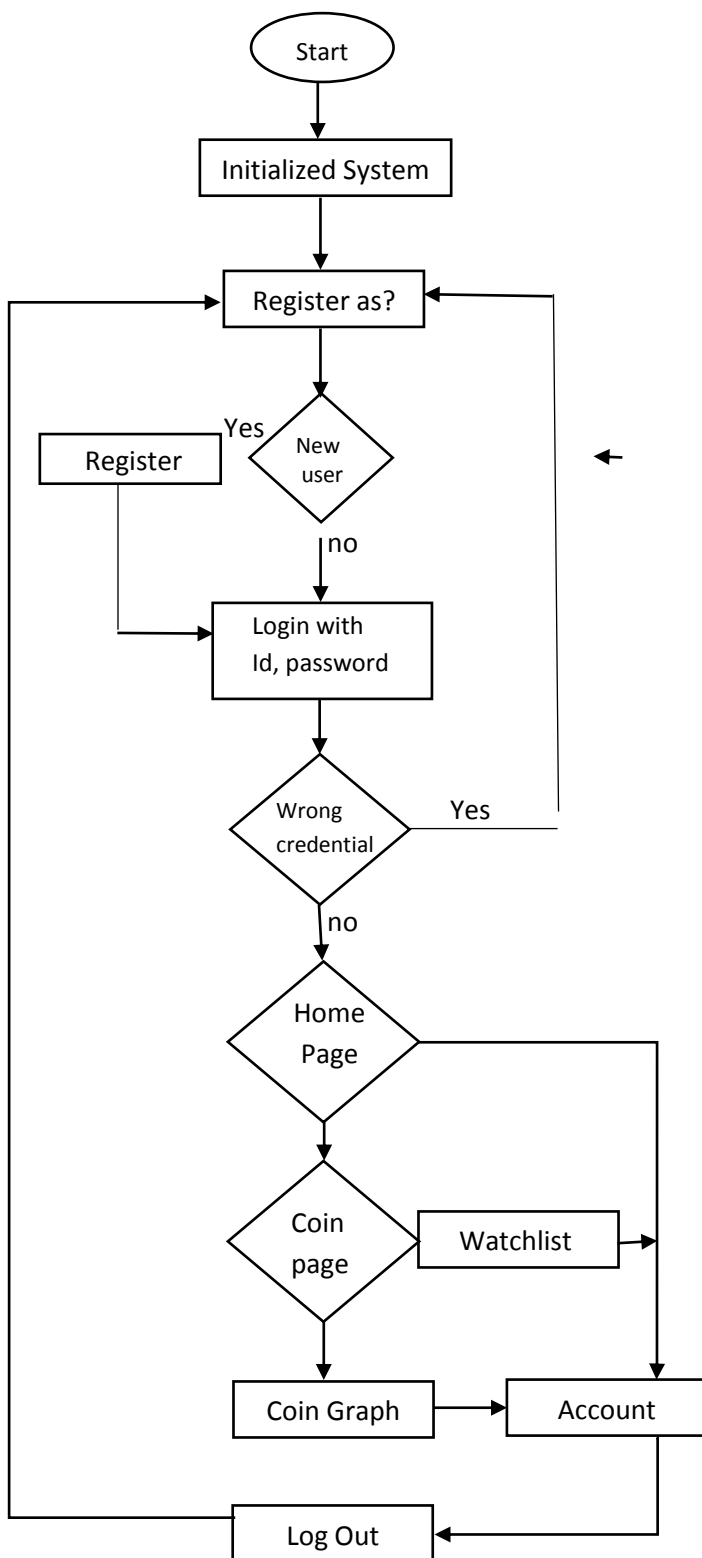 Start
Initialized System
Register as?
Yes
New
user
Register
no
Login with
Id, password
Wrong
credential
Yes
no
Home
Page
Coin
page
Watchlist
Coin Graph
Account
Log Out